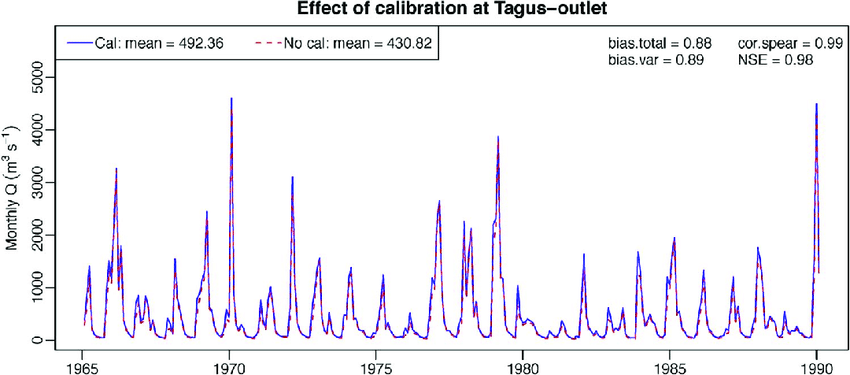 Effect of calibration at Tagus−outlet
Cal: mean = 492.36
No cal: mean = 430.82
bias.total = 0.88
cor.spear = 0.99
bias.var = 0.89
NSE = 0.98
Monthly Q (m³ s⁻¹)
5000
4000
3000
2000
1000
0
1965
1970
1975
1980
1985
1990